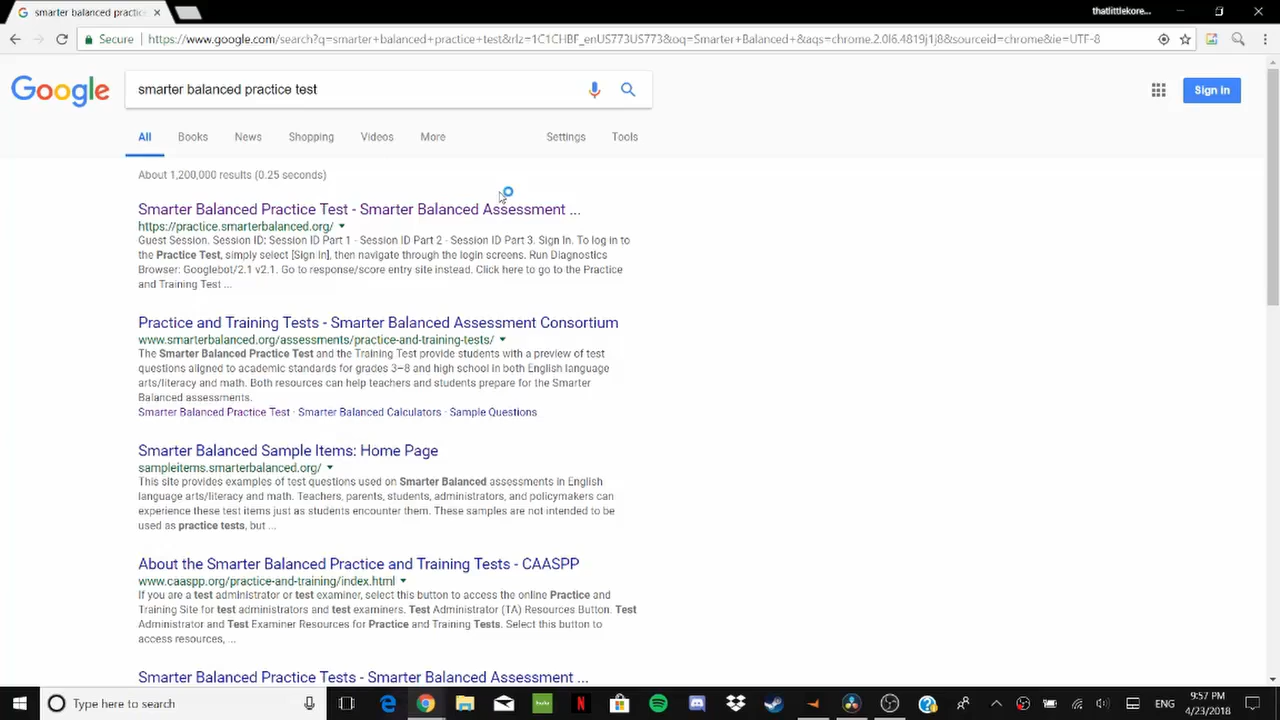 smarter balanced practic
thatlittlekore...
Secure
https://www.google.com/search?q=smarter+balanced+practice+test&rlz=1C1CHBF_enUS773US773&oq=Smarter+Balanced+&aqs=chrome.2.0l6.4819j1j8&sourceid=chrome&ie=UTF-8
Google
smarter balanced practice test
Sign in
All Books News Shopping Videos More Settings Tools
About 1,200,000 results (0.25 seconds)
Smarter Balanced Practice Test - Smarter Balanced Assessment ...
https://practice.smarterbalanced.org/
Guest Session. Session ID: Session ID Part 1 - Session ID Part 2 - Session ID Part 3. Sign In. To log in to
the Practice Test, simply select [Sign In], then navigate through the login screens. Run Diagnostics
Browser: Googlebot/2.1 v2.1. Go to response/score entry site instead. Click here to go to the Practice
and Training Test ...
Practice and Training Tests - Smarter Balanced Assessment Consortium
www.smarterbalanced.org/assessments/practice-and-training-tests/
The Smarter Balanced Practice Test and the Training Test provide students with a preview of test
questions aligned to academic standards for grades 3–8 and high school in both English language
arts/literacy and math. Both resources can help teachers and students prepare for the Smarter
Balanced assessments.
Smarter Balanced Practice Test · Smarter Balanced Calculators · Sample Questions
Smarter Balanced Sample Items: Home Page
sampleitems.smarterbalanced.org/
This site provides examples of test questions used on Smarter Balanced assessments in English
language arts/literacy and math. Teachers, parents, students, administrators, and policymakers can
experience these test items just as students encounter them. These samples are not intended to be
used as practice tests, but ...
About the Smarter Balanced Practice and Training Tests - CAASPP
www.caaspp.org/practice-and-training/index.html
If you are a test administrator or test examiner, select this button to access the online Practice and
Training Site for test administrators and test examiners. Test Administrator (TA) Resources Button. Test
Administrator and Test Examiner Resources for Practice and Training Tests. Select this button to
access resources, ...
Smarter Balanced Practice Tests - Smarter Balanced Assessment ...
Type here to search
hulu
N
ENG
9:57 PM
4/23/2018